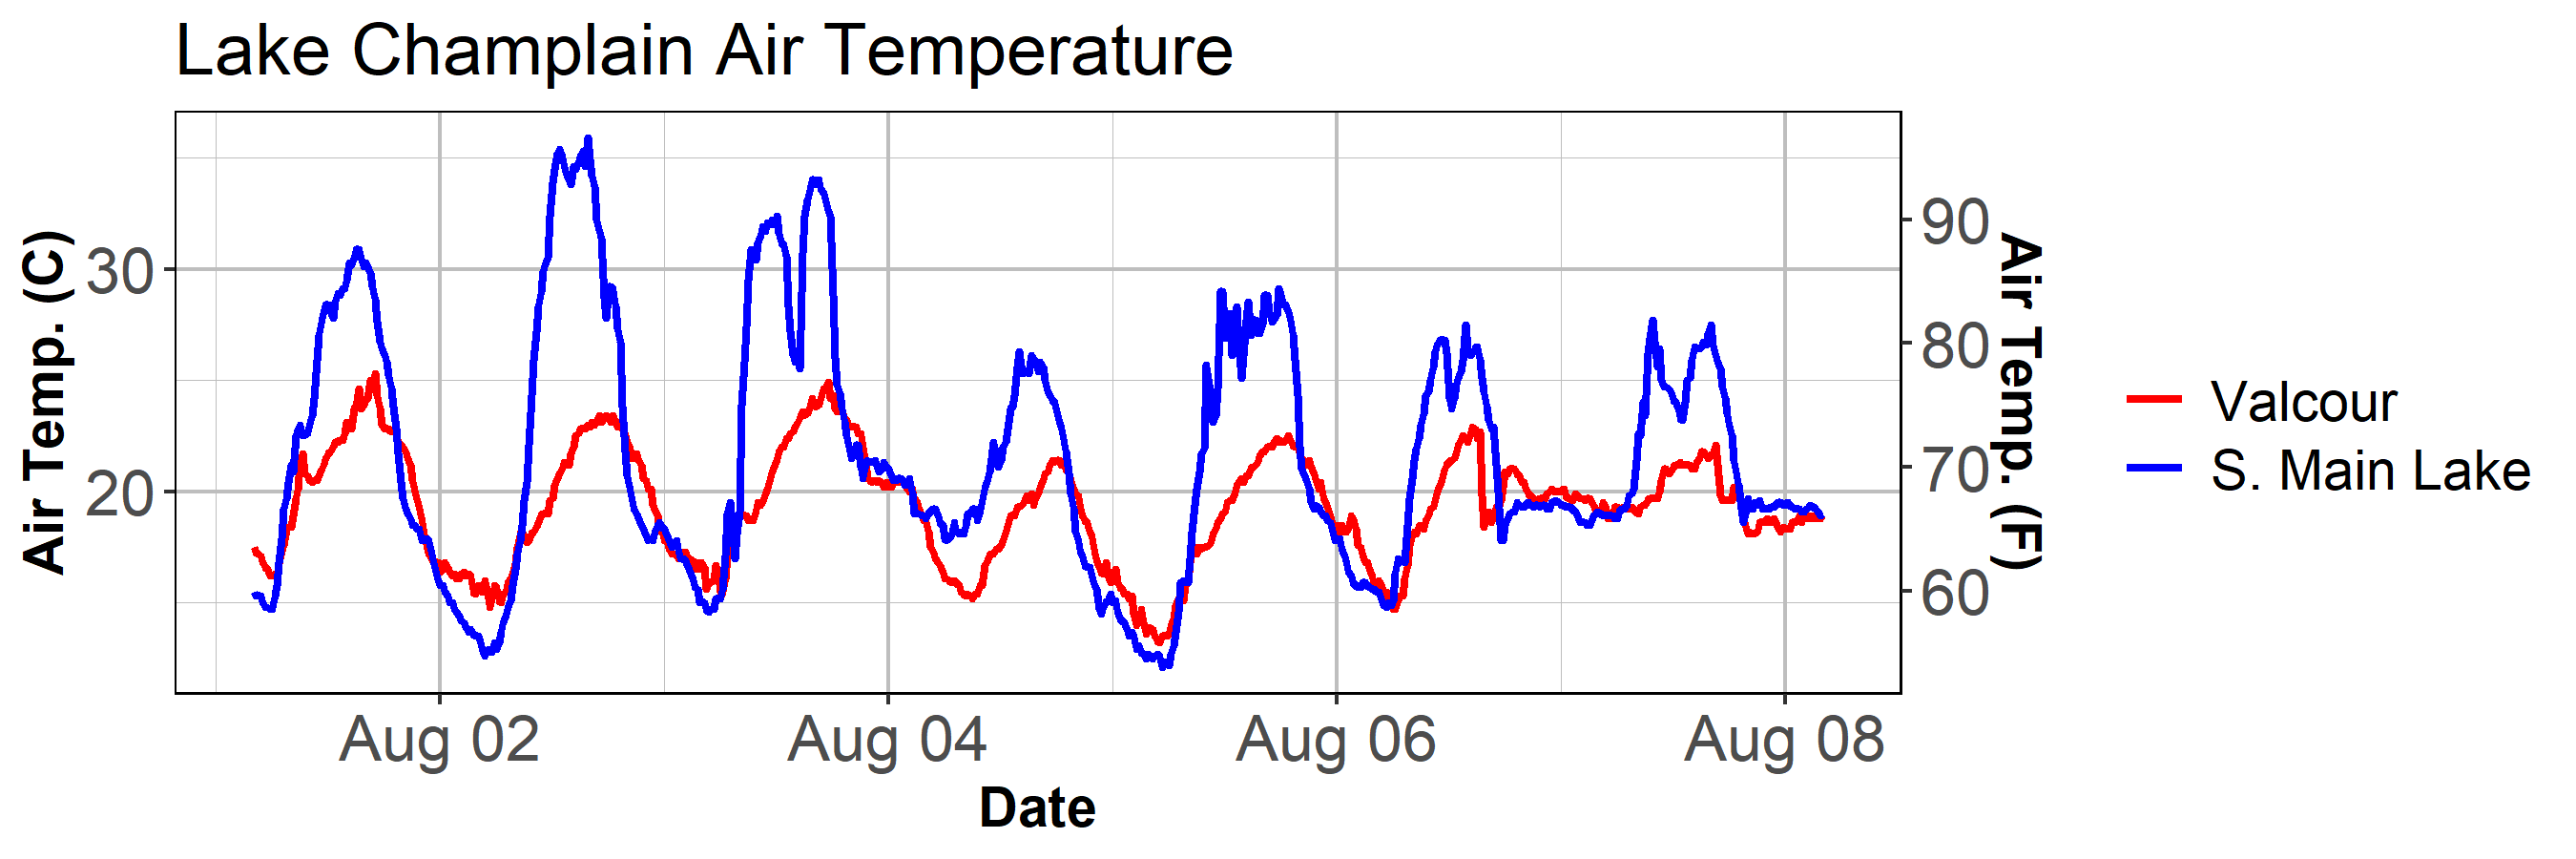 Lake Champlain Air Temperature
Air Temp. (C)
30
20
90
80
70
60
Air Temp. (F)
Valcour
S. Main Lake
Aug 02
Aug 04
Aug 06
Aug 08
Date